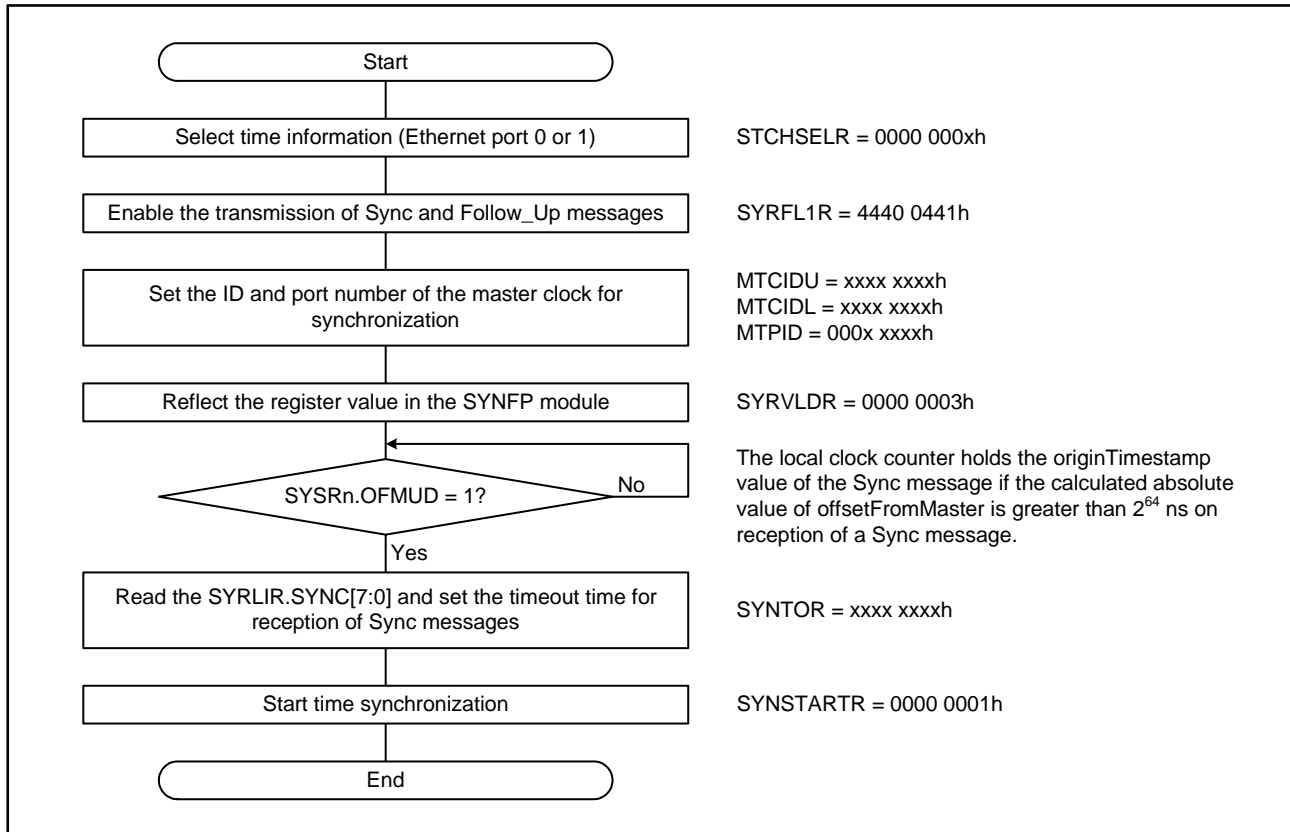 Start
Select time information (Ethernet port 0 or 1)
STCHSELR = 0000 000xh
Enable the transmission of Sync and Follow_Up messages
SYRFL1R = 4440 0441h
Set the ID and port number of the master clock for
synchronization
MTCIDU = xxxx xxxxh
MTCIDL = xxxx xxxxh
MTPID = 000x xxxxh
Reflect the register value in the SYNFP module
SYRVLDR = 0000 0003h
SYSRn.OFMUD = 1?
No
Yes
The local clock counter holds the originTimestamp
value of the Sync message if the calculated absolute
value of offsetFromMaster is greater than 2^64 ns on
reception of a Sync message.
Read the SYRLIR.SYNC[7:0] and set the timeout time for
reception of Sync messages
SYNTOR = xxxx xxxxh
Start time synchronization
SYNSTARTR = 0000 0001h
End